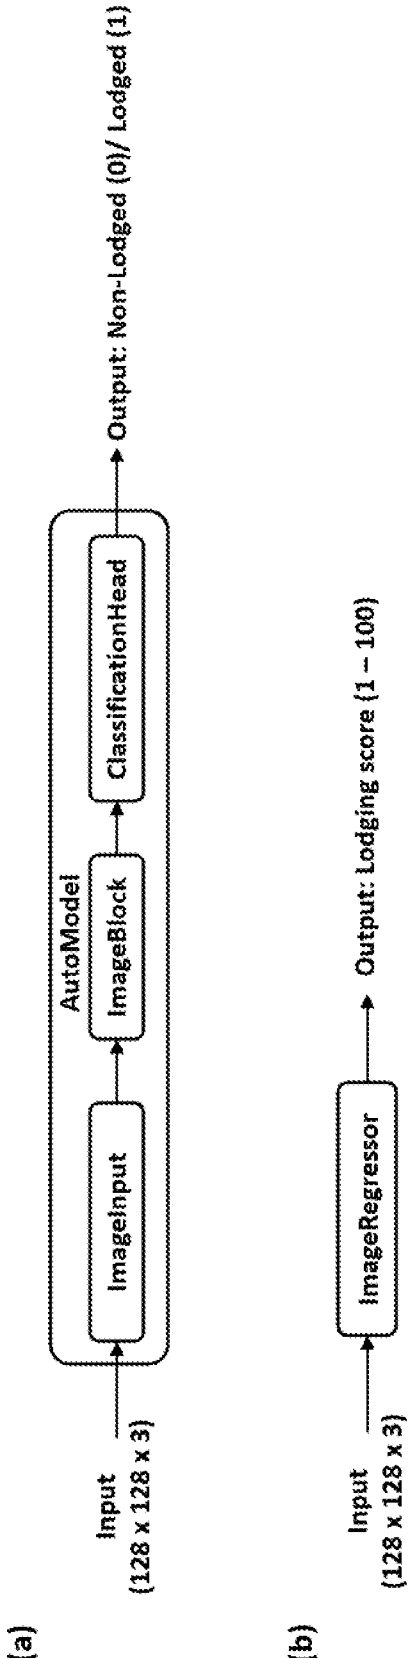 (a)
Input
(128 x 128 x 3)
AutoModel
ImageInput
ImageBlock
ClassificationHead
Output: Non-Lodged (0)/ Lodged (1)
(b)
Input
(128 x 128 x 3)
ImageRegressor
Output: Lodging score (1 – 100)